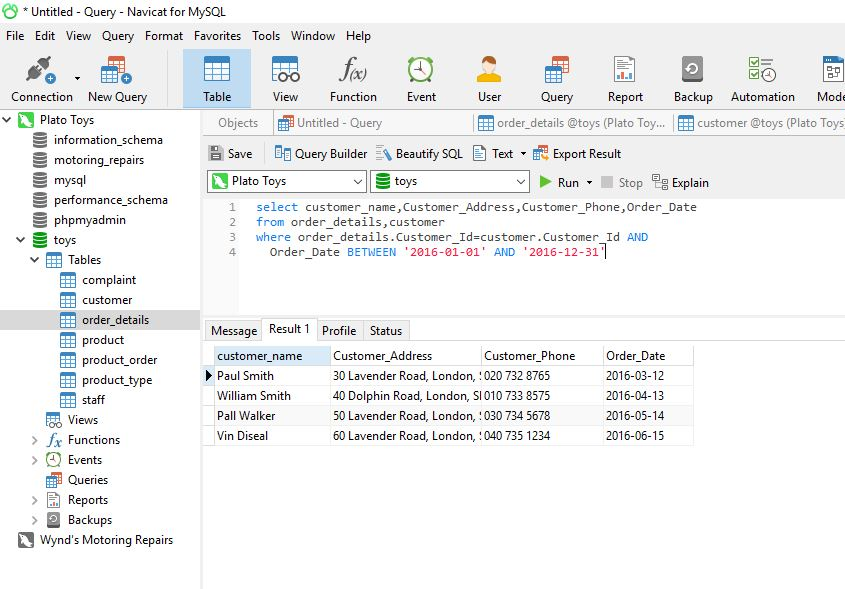 * Untitled - Query - Navicat for MySQL
File Edit View Query Format Favorites Tools Window Help
Connection New Query Table View Function Event User Query Report Backup Automation Mode
Plato Toys
information_schema
motoring_repairs
mysql
performance_schema
phpmyadmin
toys
Tables
complaint
customer
order_details
product
product_order
product_type
staff
Views
Functions
Events
Queries
Reports
Backups
Wynd's Motoring Repairs
Objects Untitled - Query order_details @toys (Plato Toy... customer @toys (Plato Toys)
Save Query Builder Beautify SQL Text Export Result
Plato Toys toys Run Stop Explain
1 select customer_name,Customer_Address,Customer_Phone,Order_Date
2 from order_details,customer
3 where order_details.Customer_Id=customer.Customer_Id AND
4 Order_Date BETWEEN '2016-01-01' AND '2016-12-31'
Message Result 1 Profile Status
customer_name Customer_Address Customer_Phone Order_Date
Paul Smith 30 Lavender Road, London, 020 732 8765 2016-03-12
William Smith 40 Dolphin Road, London, 010 733 8575 2016-04-13
Pall Walker 50 Lavender Road, London, 030 734 5678 2016-05-14
Vin Diseal 60 Lavender Road, London, 040 735 1234 2016-06-15